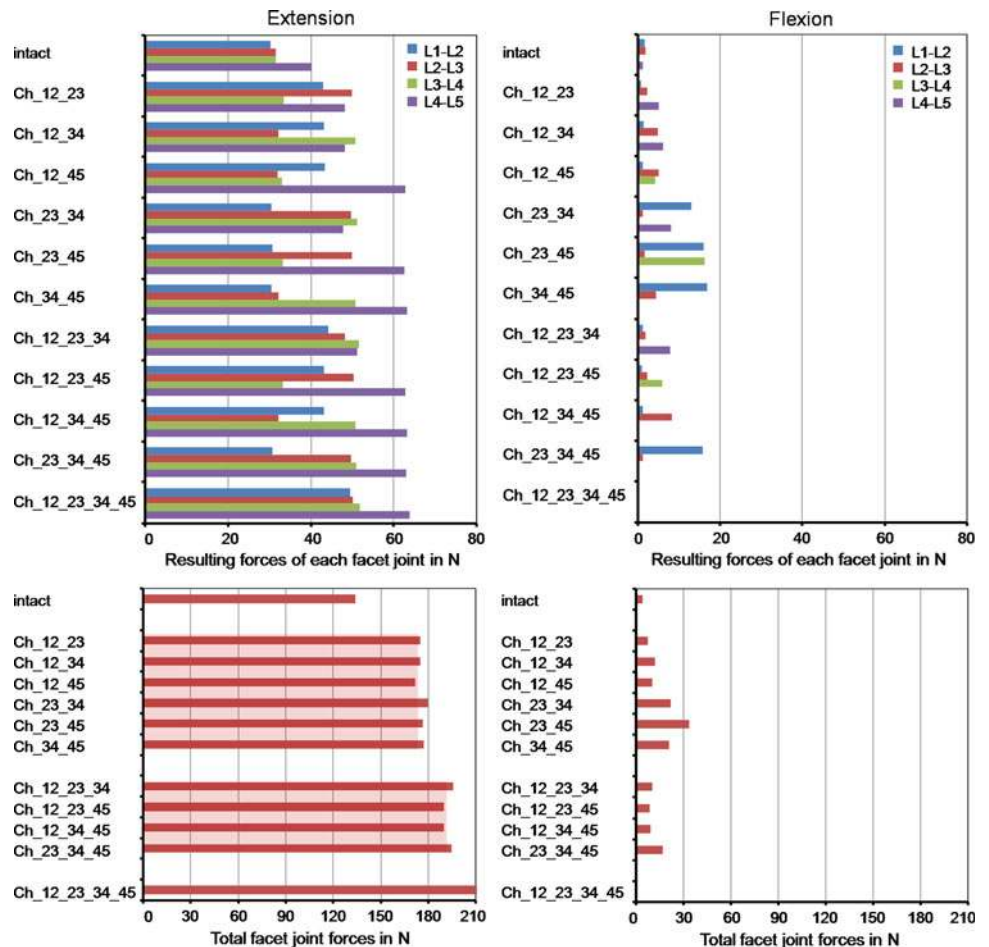 Extension
intact
Ch_12_23
Ch_12_34
Ch_12_45
Ch_23_34
Ch_23_45
Ch_34_45
Ch_12_23_34
Ch_12_23_45
Ch_12_34_45
Ch_23_34_45
Ch_12_23_34_45
L1-L2
L2-L3
L3-L4
L4-L5
0 20 40 60 80
Resulting forces of each facet joint in N
Flexion
intact
Ch_12_23
Ch_12_34
Ch_12_45
Ch_23_34
Ch_23_45
Ch_34_45
Ch_12_23_34
Ch_12_23_45
Ch_12_34_45
Ch_23_34_45
Ch_12_23_34_45
L1-L2
L2-L3
L3-L4
L4-L5
0 20 40 60 80
Resulting forces of each facet joint in N
intact
Ch_12_23
Ch_12_34
Ch_12_45
Ch_23_34
Ch_23_45
Ch_34_45
Ch_12_23_34
Ch_12_23_45
Ch_12_34_45
Ch_23_34_45
Ch_12_23_34_45
0 30 60 90 120 150 180 210
Total facet joint forces in N
intact
Ch_12_23
Ch_12_34
Ch_12_45
Ch_23_34
Ch_23_45
Ch_34_45
Ch_12_23_34
Ch_12_23_45
Ch_12_34_45
Ch_23_34_45
Ch_12_23_34_45
0 30 60 90 120 150 180 210
Total facet joint forces in N